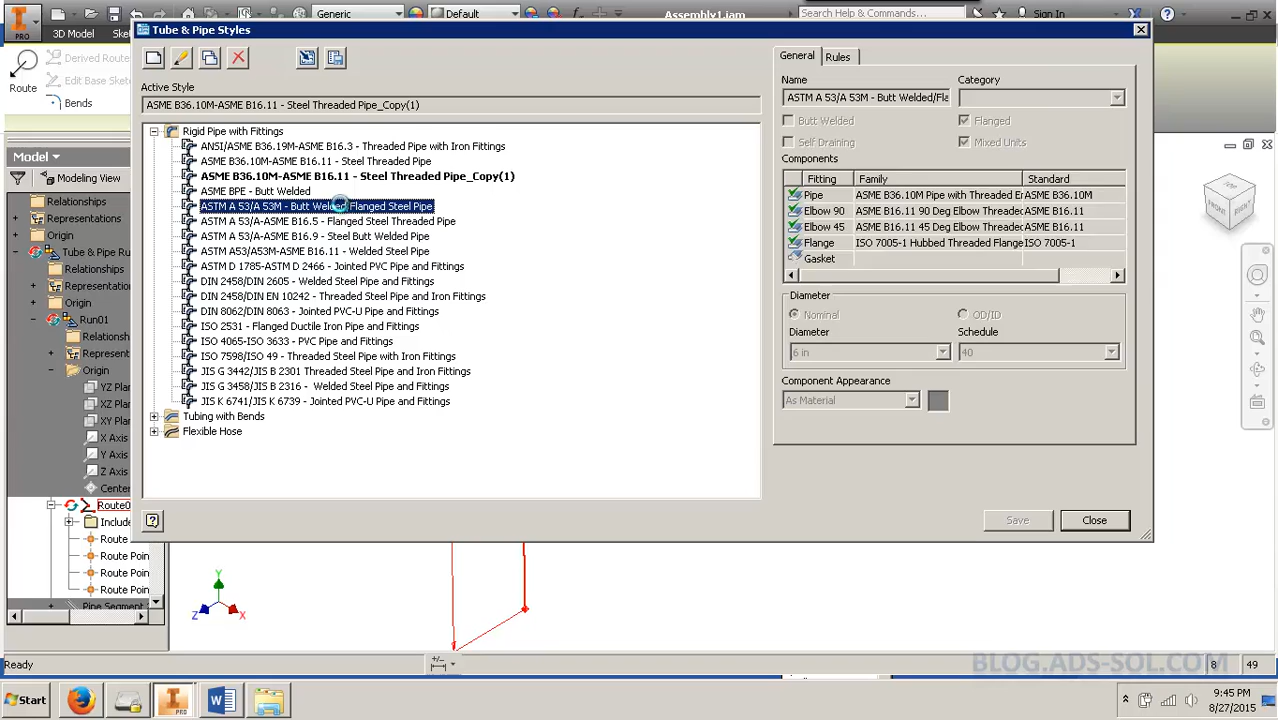 Generic
Default
Assembly1.iam
Search Help & Commands...
Sign In
PRO
3D Model
Tube & Pipe Styles
Route
Derived Route
Edit Base Sket
Bends
Active Style
ASME B36.10M-ASME B16.11 - Steel Threaded Pipe_Copy(1)
Rigid Pipe with Fittings
ANSI/ASME B36.19M-ASME B16.3 - Threaded Pipe with Iron Fittings
ASME B36.10M-ASME B16.11 - Steel Threaded Pipe
ASME B36.10M-ASME B16.11 - Steel Threaded Pipe_Copy(1)
ASME BPE - Butt Welded
ASTM A 53/A 53M - Butt Welded/Flanged Steel Pipe
ASTM A 53/A-ASME B16.5 - Flanged Steel Threaded Pipe
ASTM A 53/A-ASME B16.9 - Steel Butt Welded Pipe
ASTM A53/A53M-ASME B16.11 - Welded Steel Pipe
ASTM D 1785-ASTM D 2466 - Jointed PVC Pipe and Fittings
DIN 2458/DIN 2605 - Welded Steel Pipe and Fittings
DIN 2458/DIN EN 10242 - Threaded Steel Pipe and Iron Fittings
DIN 8062/DIN 8063 - Jointed PVC-U Pipe and Fittings
ISO 2531 - Flanged Ductile Iron Pipe and Fittings
ISO 4065-ISO 3633 - PVC Pipe and Fittings
ISO 7598/ISO 49 - Threaded Steel Pipe with Iron Fittings
JIS G 3442/JIS B 2301 Threaded Steel Pipe and Fittings
JIS G 3458/JIS B 2316 - Welded Steel Pipe and Fittings
JIS K 6741/JIS K 6739 - Jointed PVC-U Pipe and Fittings
Tubing with Bends
Flexible Hose
General
Rules
Name
Category
ASTM A 53/A 53M - Butt Welded/Fla
Butt Welded
Flanged
Self Draining
Mixed Units
Components
Fitting
Family
Standard
Pipe
ASME B36.10M Pipe with Threaded E
ASME B36.10M
Elbow 90
ASME B16.11 90 Deg Elbow Threade
ASME B16.11
Elbow 45
ASME B16.11 45 Deg Elbow Threade
ASME B16.11
Flange
ISO 7005-1 Hubbed Threaded Flange
ISO 7005-1
Gasket
Diameter
Nominal
OD/ID
Diameter
Schedule
6 in
40
Component Appearance
As Material
Save
Close
Model
Modeling View
Relationships
Representations
Origin
Tube & Pipe Ru
Relationships
Representations
Origin
Run01
Relationsh
Represent
Origin
YZ Plan
XZ Plan
XY Plan
X Axis
Y Axis
Z Axis
Center
Route0
Include
Route
Route Poin
Route Poin
Route Poin
Pipe Segment
Y
Z
X
FRONT
RIGHT
Ready
8
49
BLOG.ADS-SOL.COM
Start
PRO
9:45 PM
8/27/2015